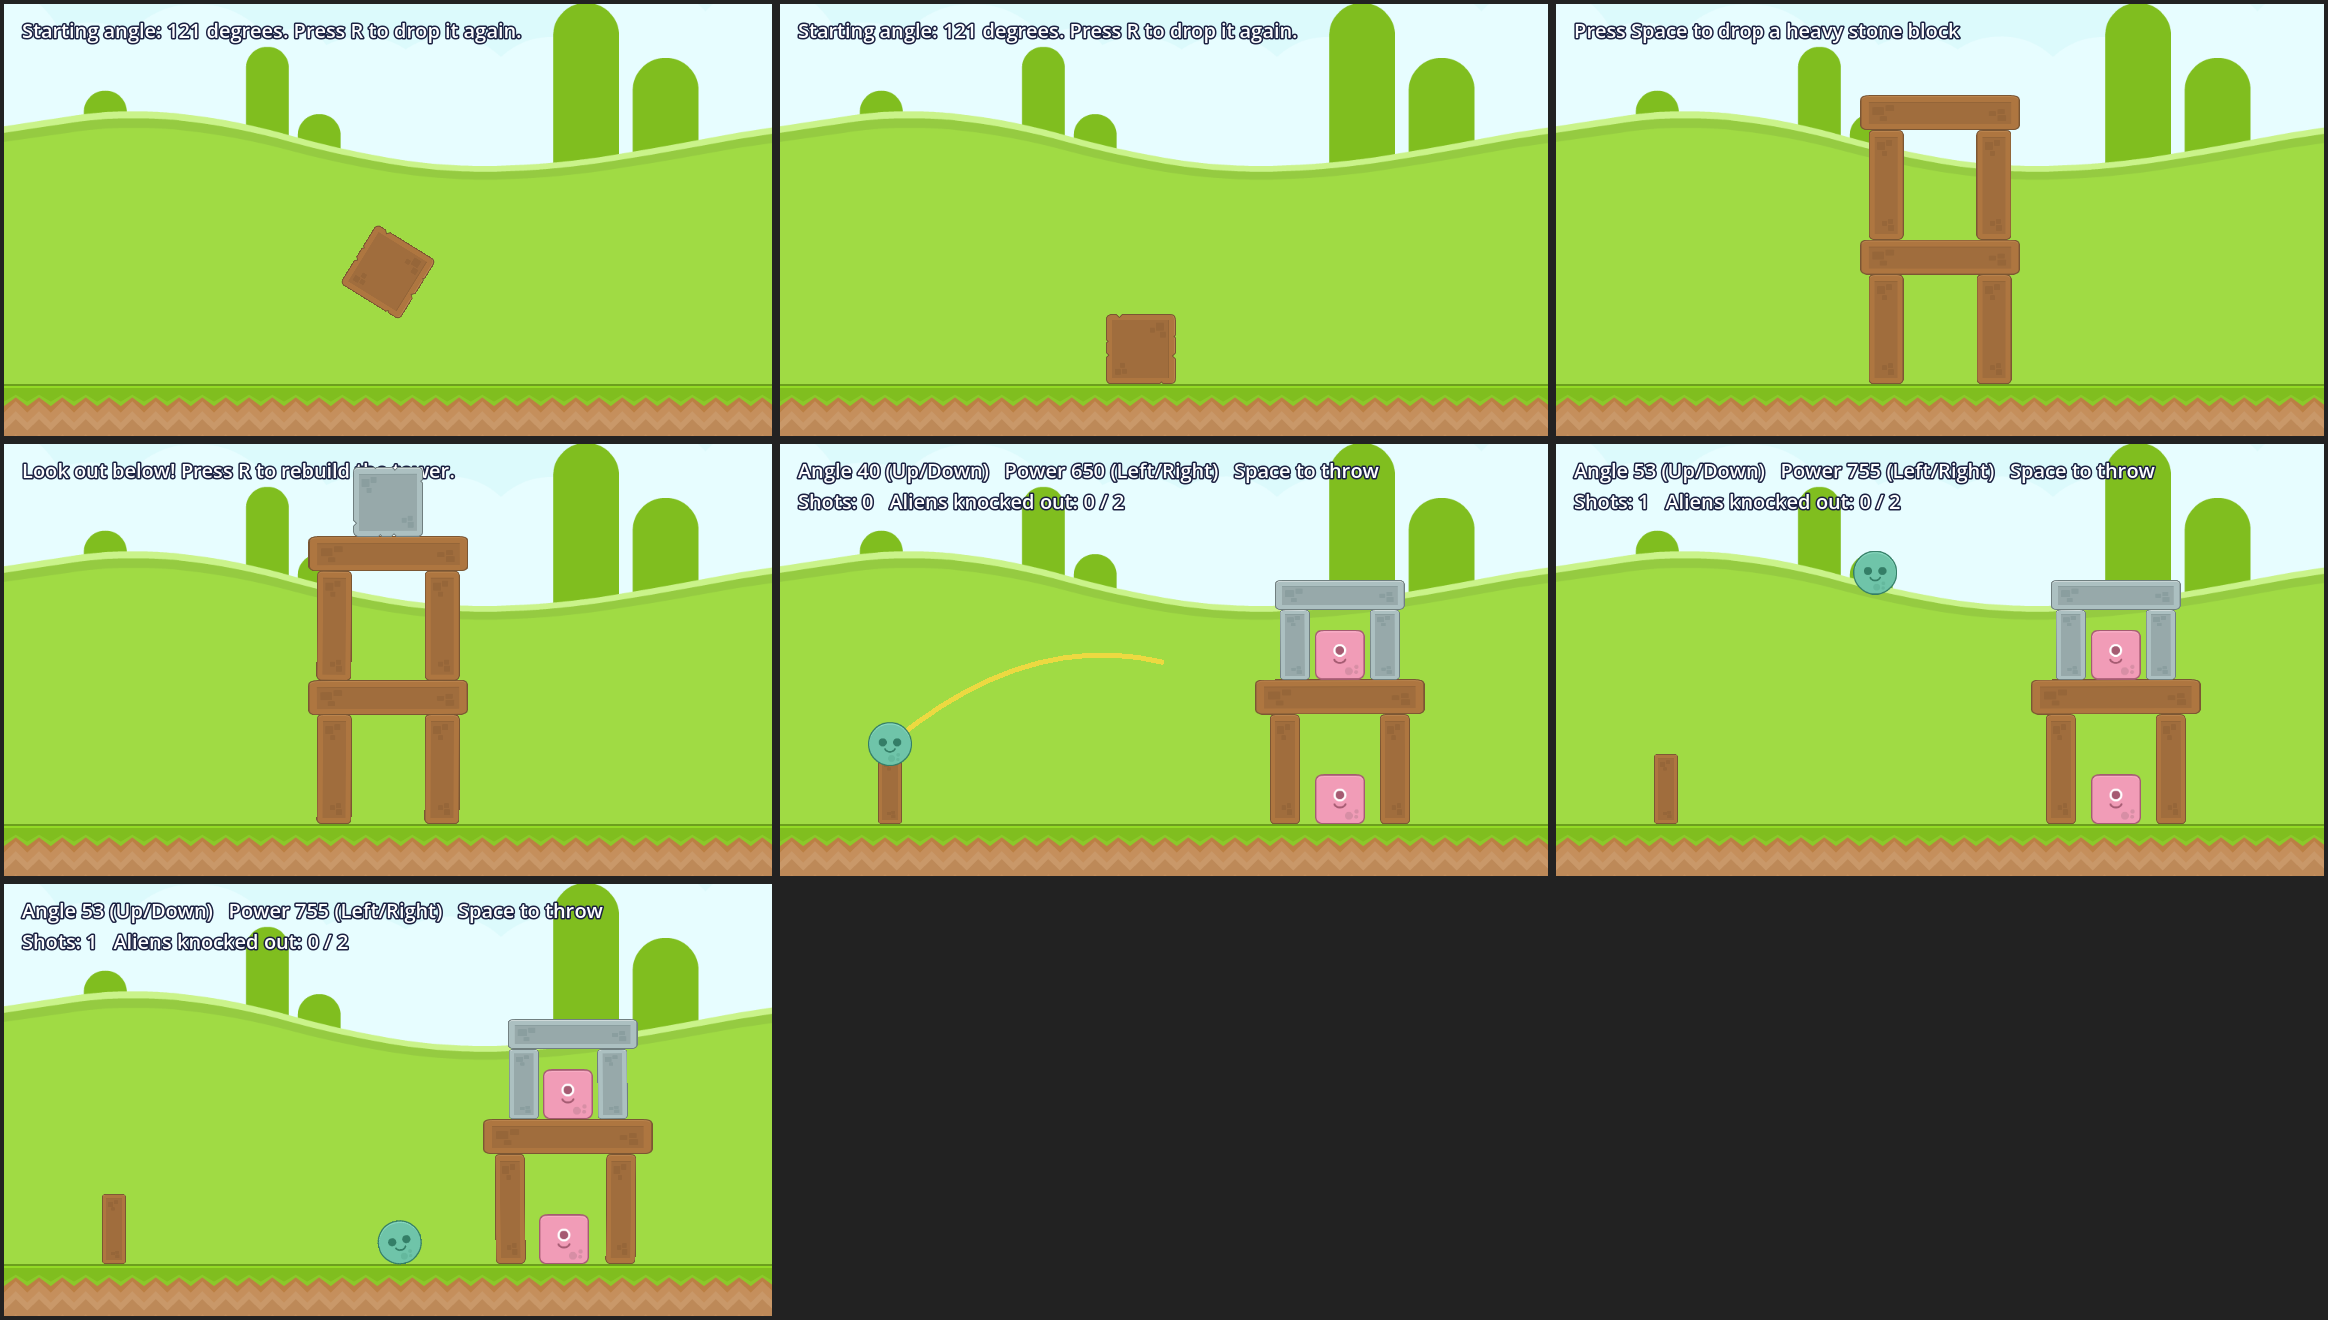 Starting angle: 121 degrees. Press R to drop it again.
Starting angle: 121 degrees. Press R to drop it again.
Press Space to drop a heavy stone block
Look out below! Press R to rebuild the tower.
Angle 40 (Up/Down) Power 650 (Left/Right) Space to throw
Shots: 0 Aliens knocked out: 0 / 2
Angle 53 (Up/Down) Power 755 (Left/Right) Space to throw
Shots: 1 Aliens knocked out: 0 / 2
Angle 53 (Up/Down) Power 755 (Left/Right) Space to throw
Shots: 1 Aliens knocked out: 0 / 2